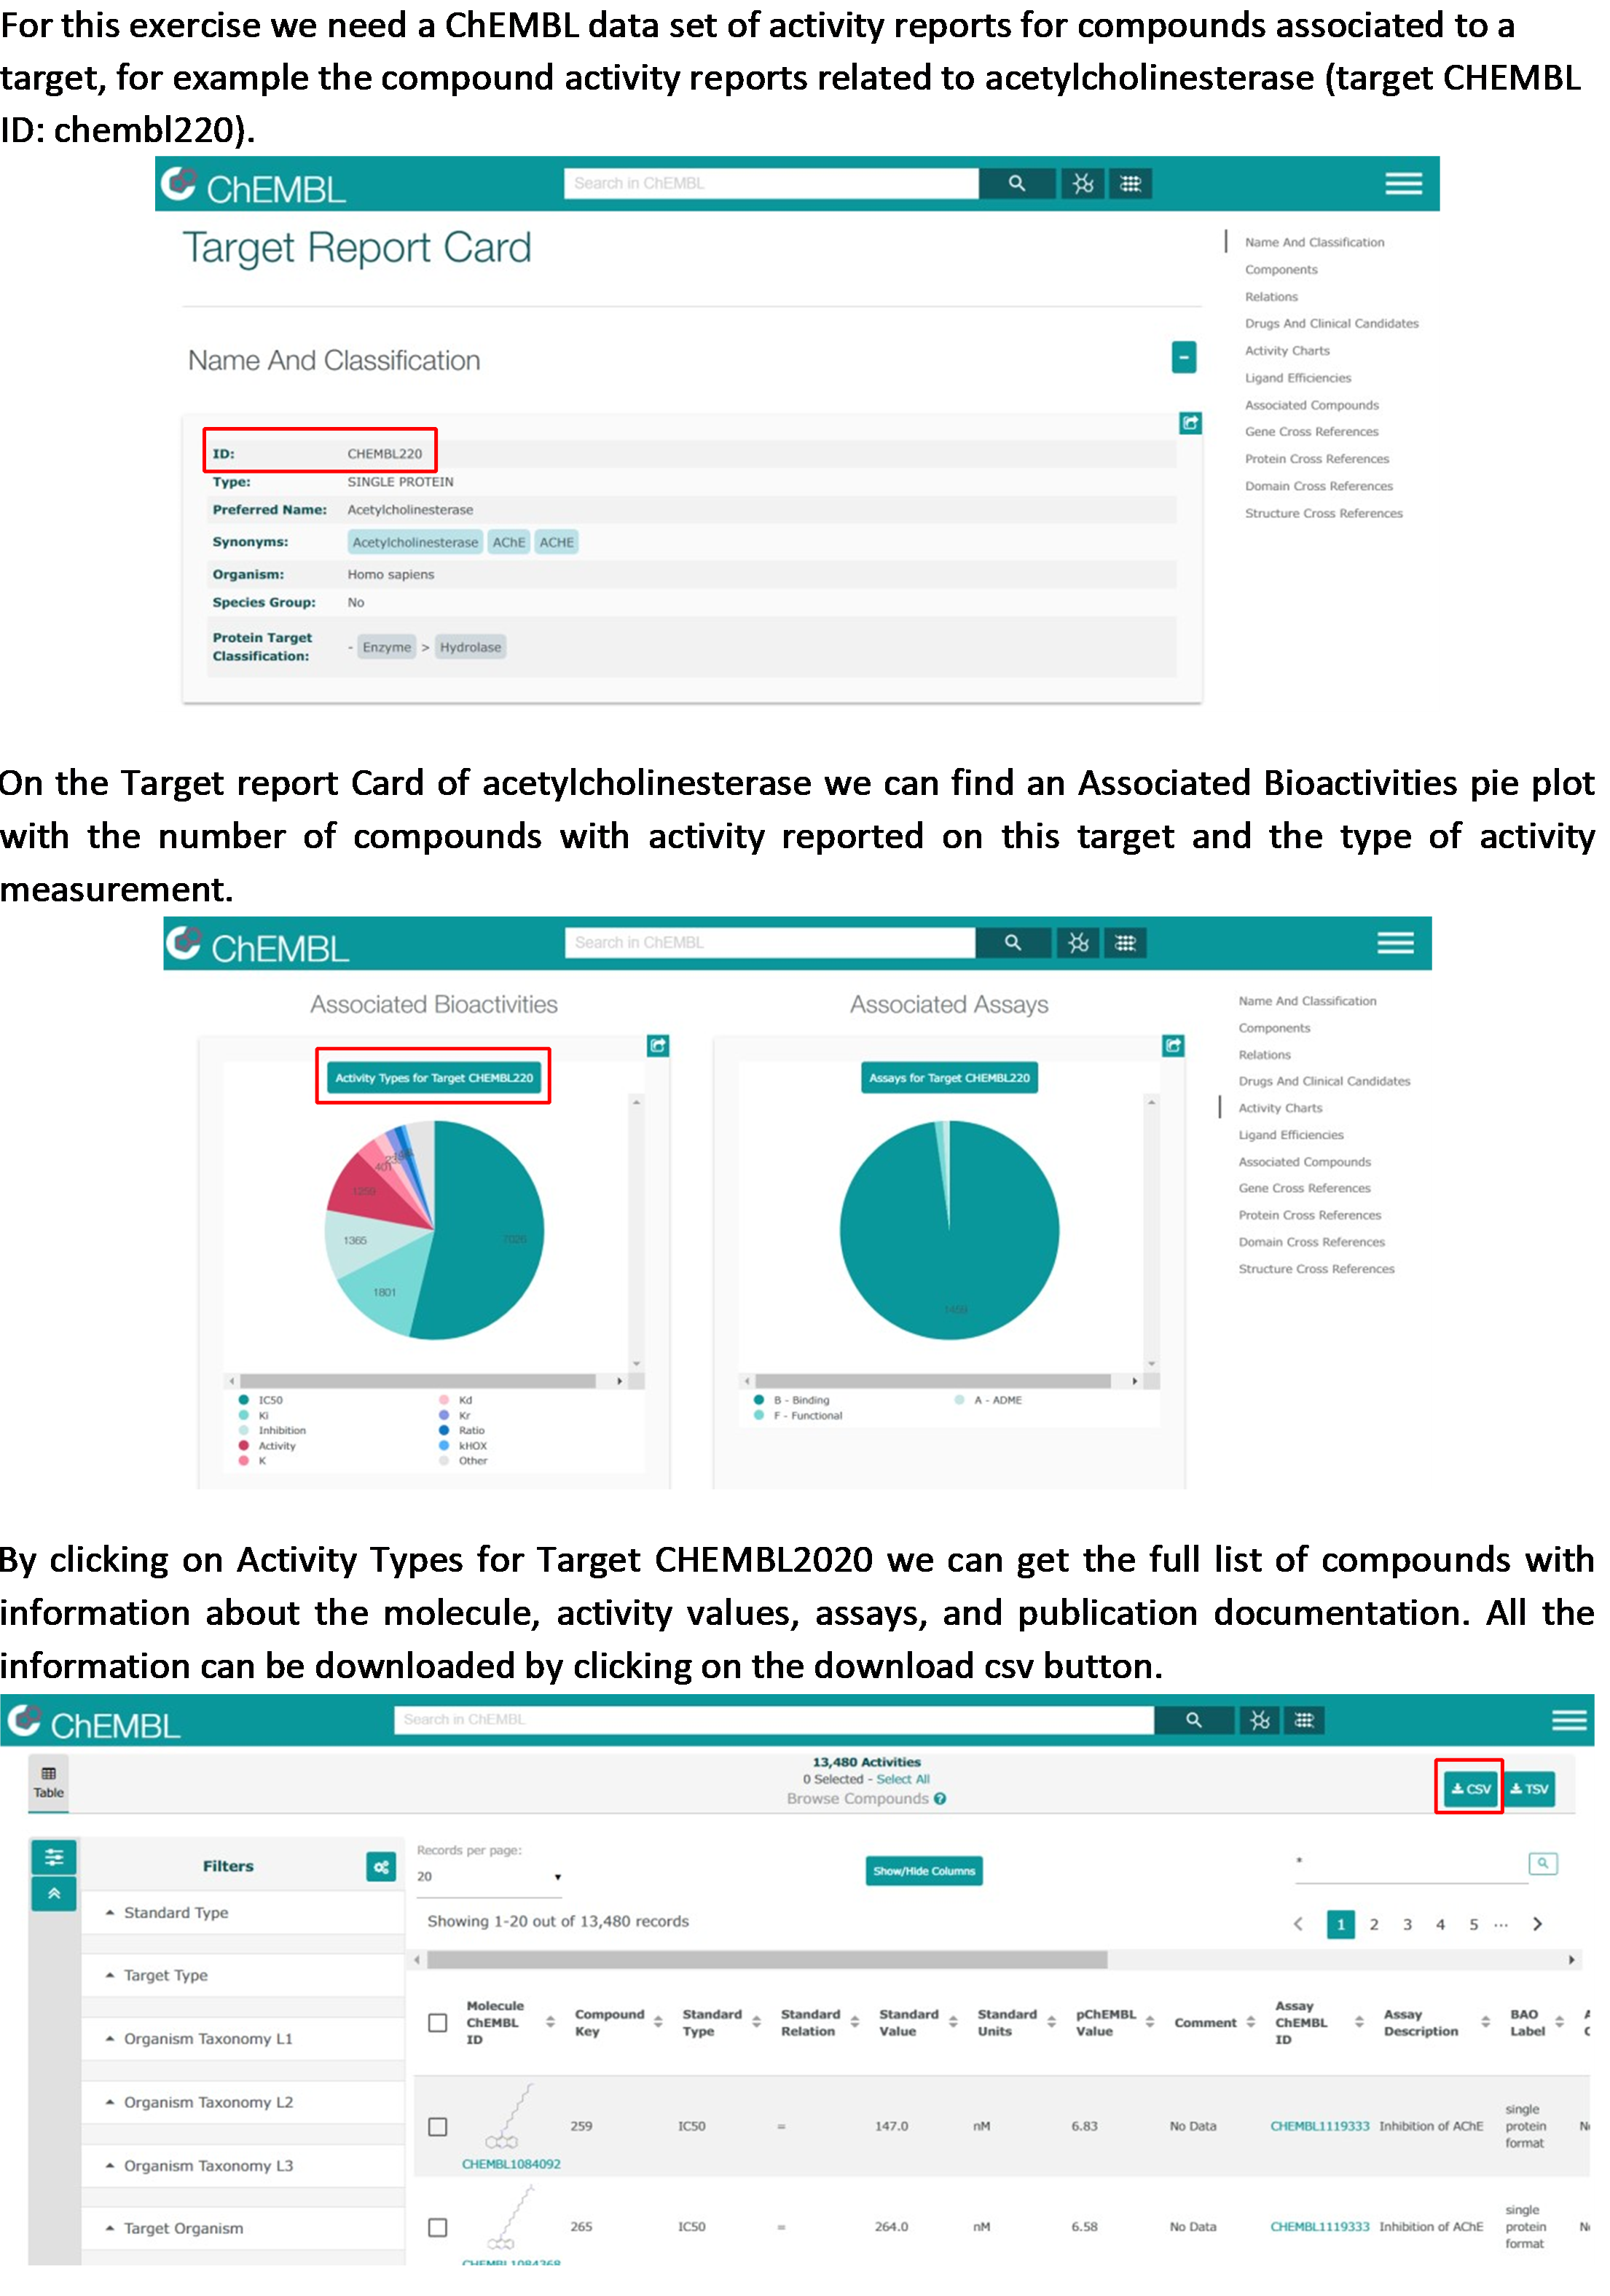 For this exercise we need a ChEMBL data set of activity reports for compounds associated to a
target, for example the compound activity reports related to acetylcholinesterase (target CHEMBL
ID: chembl220).
ChEMBL
Search in ChEMBL
Target Report Card
Name And Classification
Components
Relations
Drugs And Clinical Candidates
Activity Charts
Ligand Efficiencies
Associated Compounds
Gene Cross References
Protein Cross References
Domain Cross References
Structure Cross References
Name And Classification
ID: CHEMBL220
Type: SINGLE PROTEIN
Preferred Name: Acetylcholinesterase
Synonyms: Acetylcholinesterase AChE ACHE
Organism: Homo sapiens
Species Group: No
Protein Target
Classification: - Enzyme > Hydrolase
On the Target report Card of acetylcholinesterase we can find an Associated Bioactivities pie plot
with the number of compounds with activity reported on this target and the type of activity
measurement.
ChEMBL
Search in ChEMBL
Associated Bioactivities
Activity Types for Target CHEMBL220
401
1259
1365
1801
IC50
Ki
Inhibition
Activity
K
Kd
Kr
Ratio
kHOX
Other
Associated Assays
Assays for Target CHEMBL220
B - Binding
F - Functional
A - ADME
Name And Classification
Components
Relations
Drugs And Clinical Candidates
Activity Charts
Ligand Efficiencies
Associated Compounds
Gene Cross References
Protein Cross References
Domain Cross References
Structure Cross References
By clicking on Activity Types for Target CHEMBL2020 we can get the full list of compounds with
information about the molecule, activity values, assays, and publication documentation. All the
information can be downloaded by clicking on the download csv button.
ChEMBL
Search in ChEMBL
Table
13,480 Activities
0 Selected - Select All
Browse Compounds ?
CSV
TSV
Filters
Standard Type
Target Type
Organism Taxonomy L1
Organism Taxonomy L2
Organism Taxonomy L3
Target Organism
Records per page:
20
Show/Hide Columns
*
Showing 1-20 out of 13,480 records
< 1 2 3 4 5 ... >
Molecule ChEMBL ID
Compound Key
Standard Type
Standard Relation
Standard Value
Standard Units
pChEMBL Value
Comment
Assay ChEMBL ID
Assay Description
BAO Label
259 IC50 = 147.0 nM 6.83 No Data CHEMBL1119333 Inhibition of AChE single protein format
CHEMBL1084092
265 IC50 = 264.0 nM 6.58 No Data CHEMBL1119333 Inhibition of AChE single protein format
CHEMBL1084368